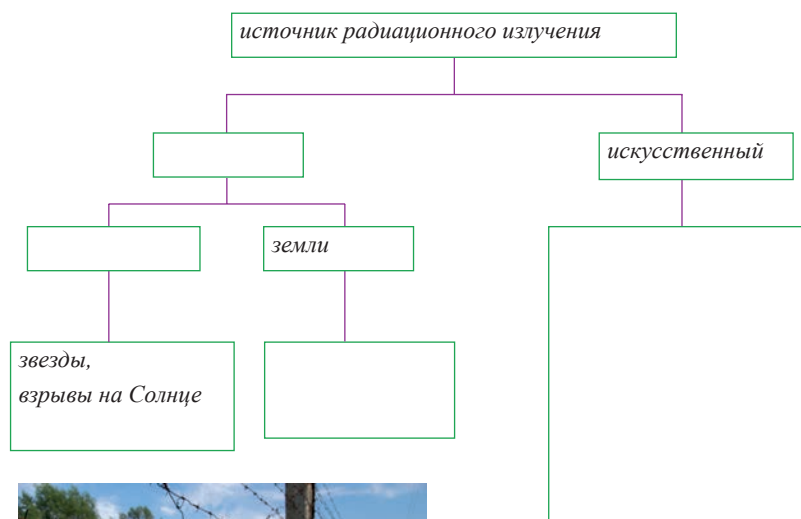 источник радиационного излучения
искусственный
земли
звезды,
взрывы на Солнце